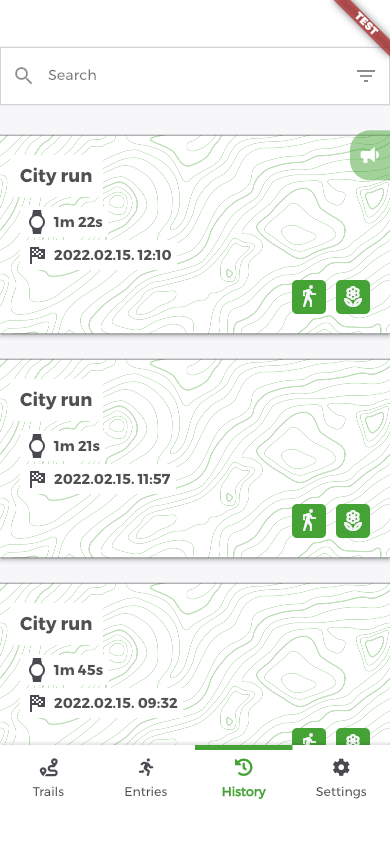 TEST
Search
City run
1m 22s
2022.02.15. 12:10
City run
1m 21s
2022.02.15. 11:57
City run
1m 45s
2022.02.15. 09:32
Trails
Entries
History
Settings